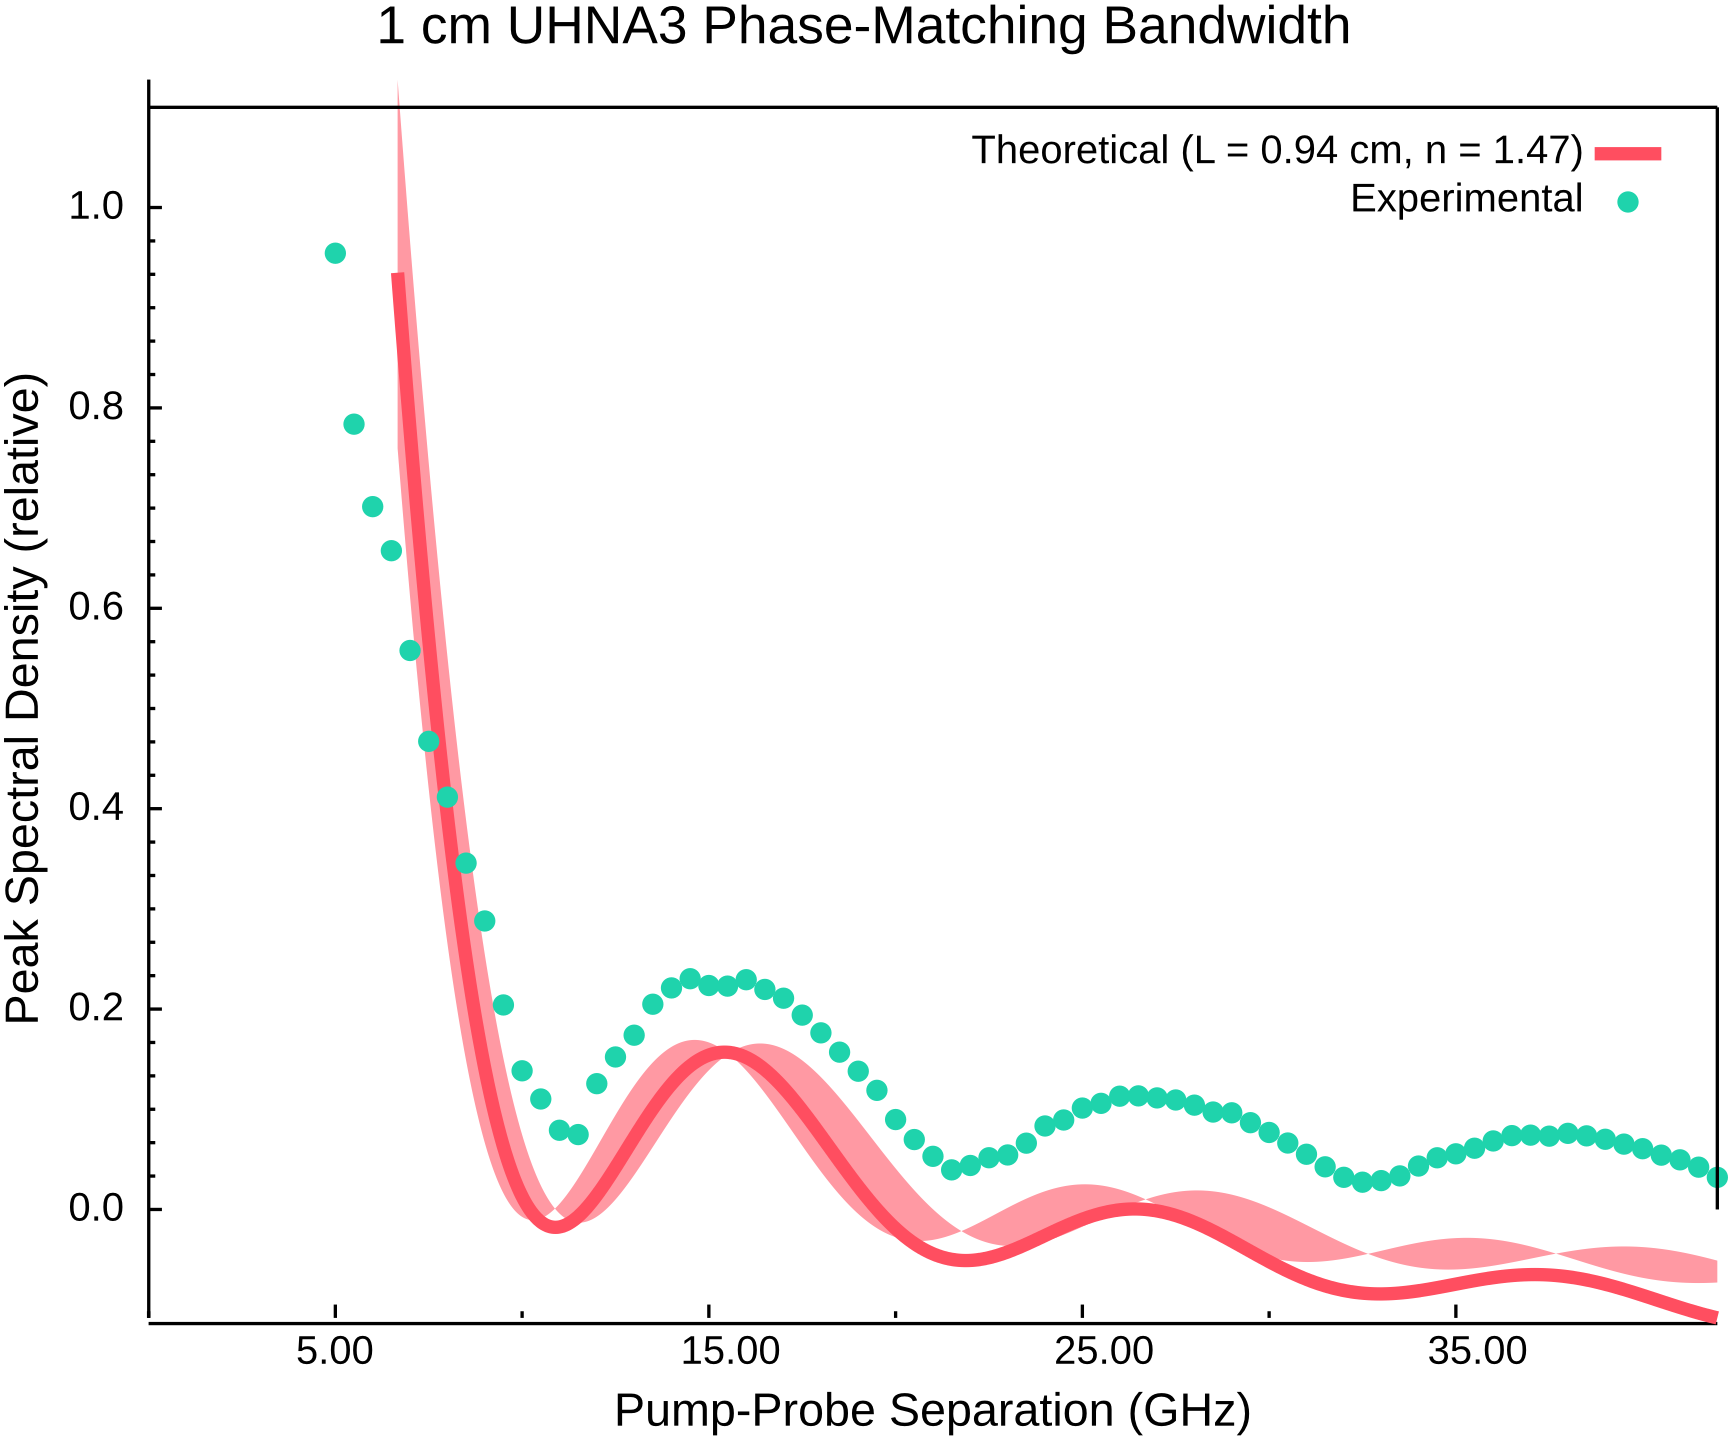 1 cm UHNA3 Phase-Matching Bandwidth
Theoretical (L = 0.94 cm, n = 1.47)
Experimental
1.0
0.8
0.6
0.4
0.2
0.0
Peak Spectral Density (relative)
5.00 15.00 25.00 35.00
Pump-Probe Separation (GHz)